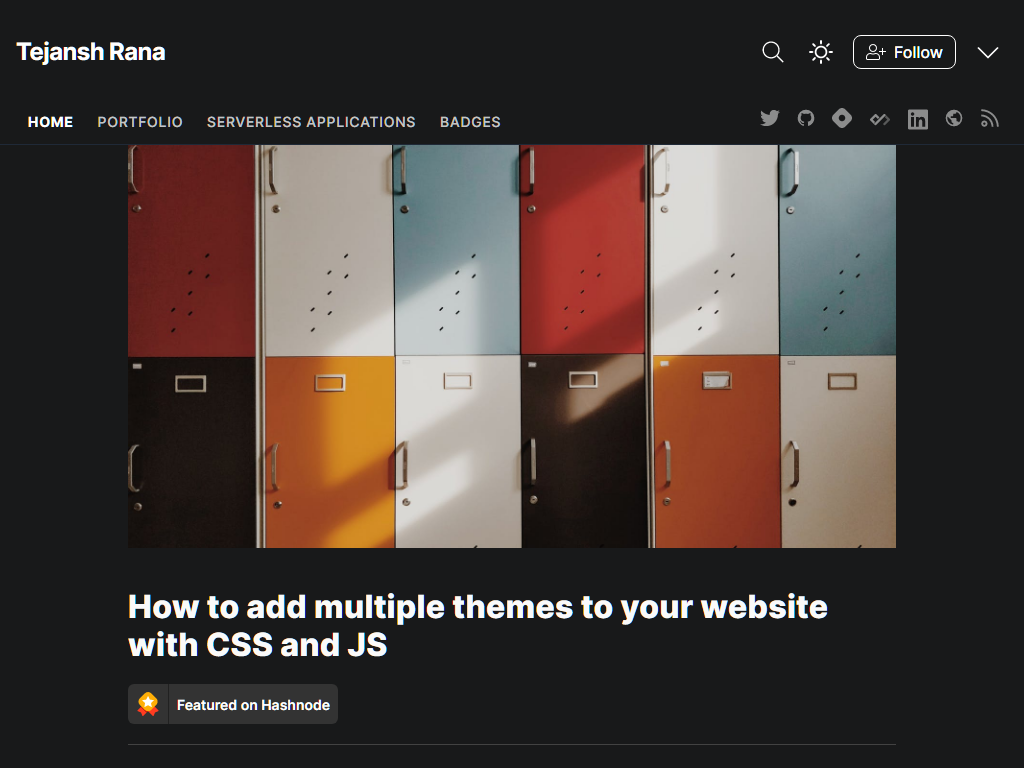 Tejansh Rana
Follow
HOME PORTFOLIO SERVERLESS APPLICATIONS BADGES
in
How to add multiple themes to your website
with CSS and JS
Featured on Hashnode